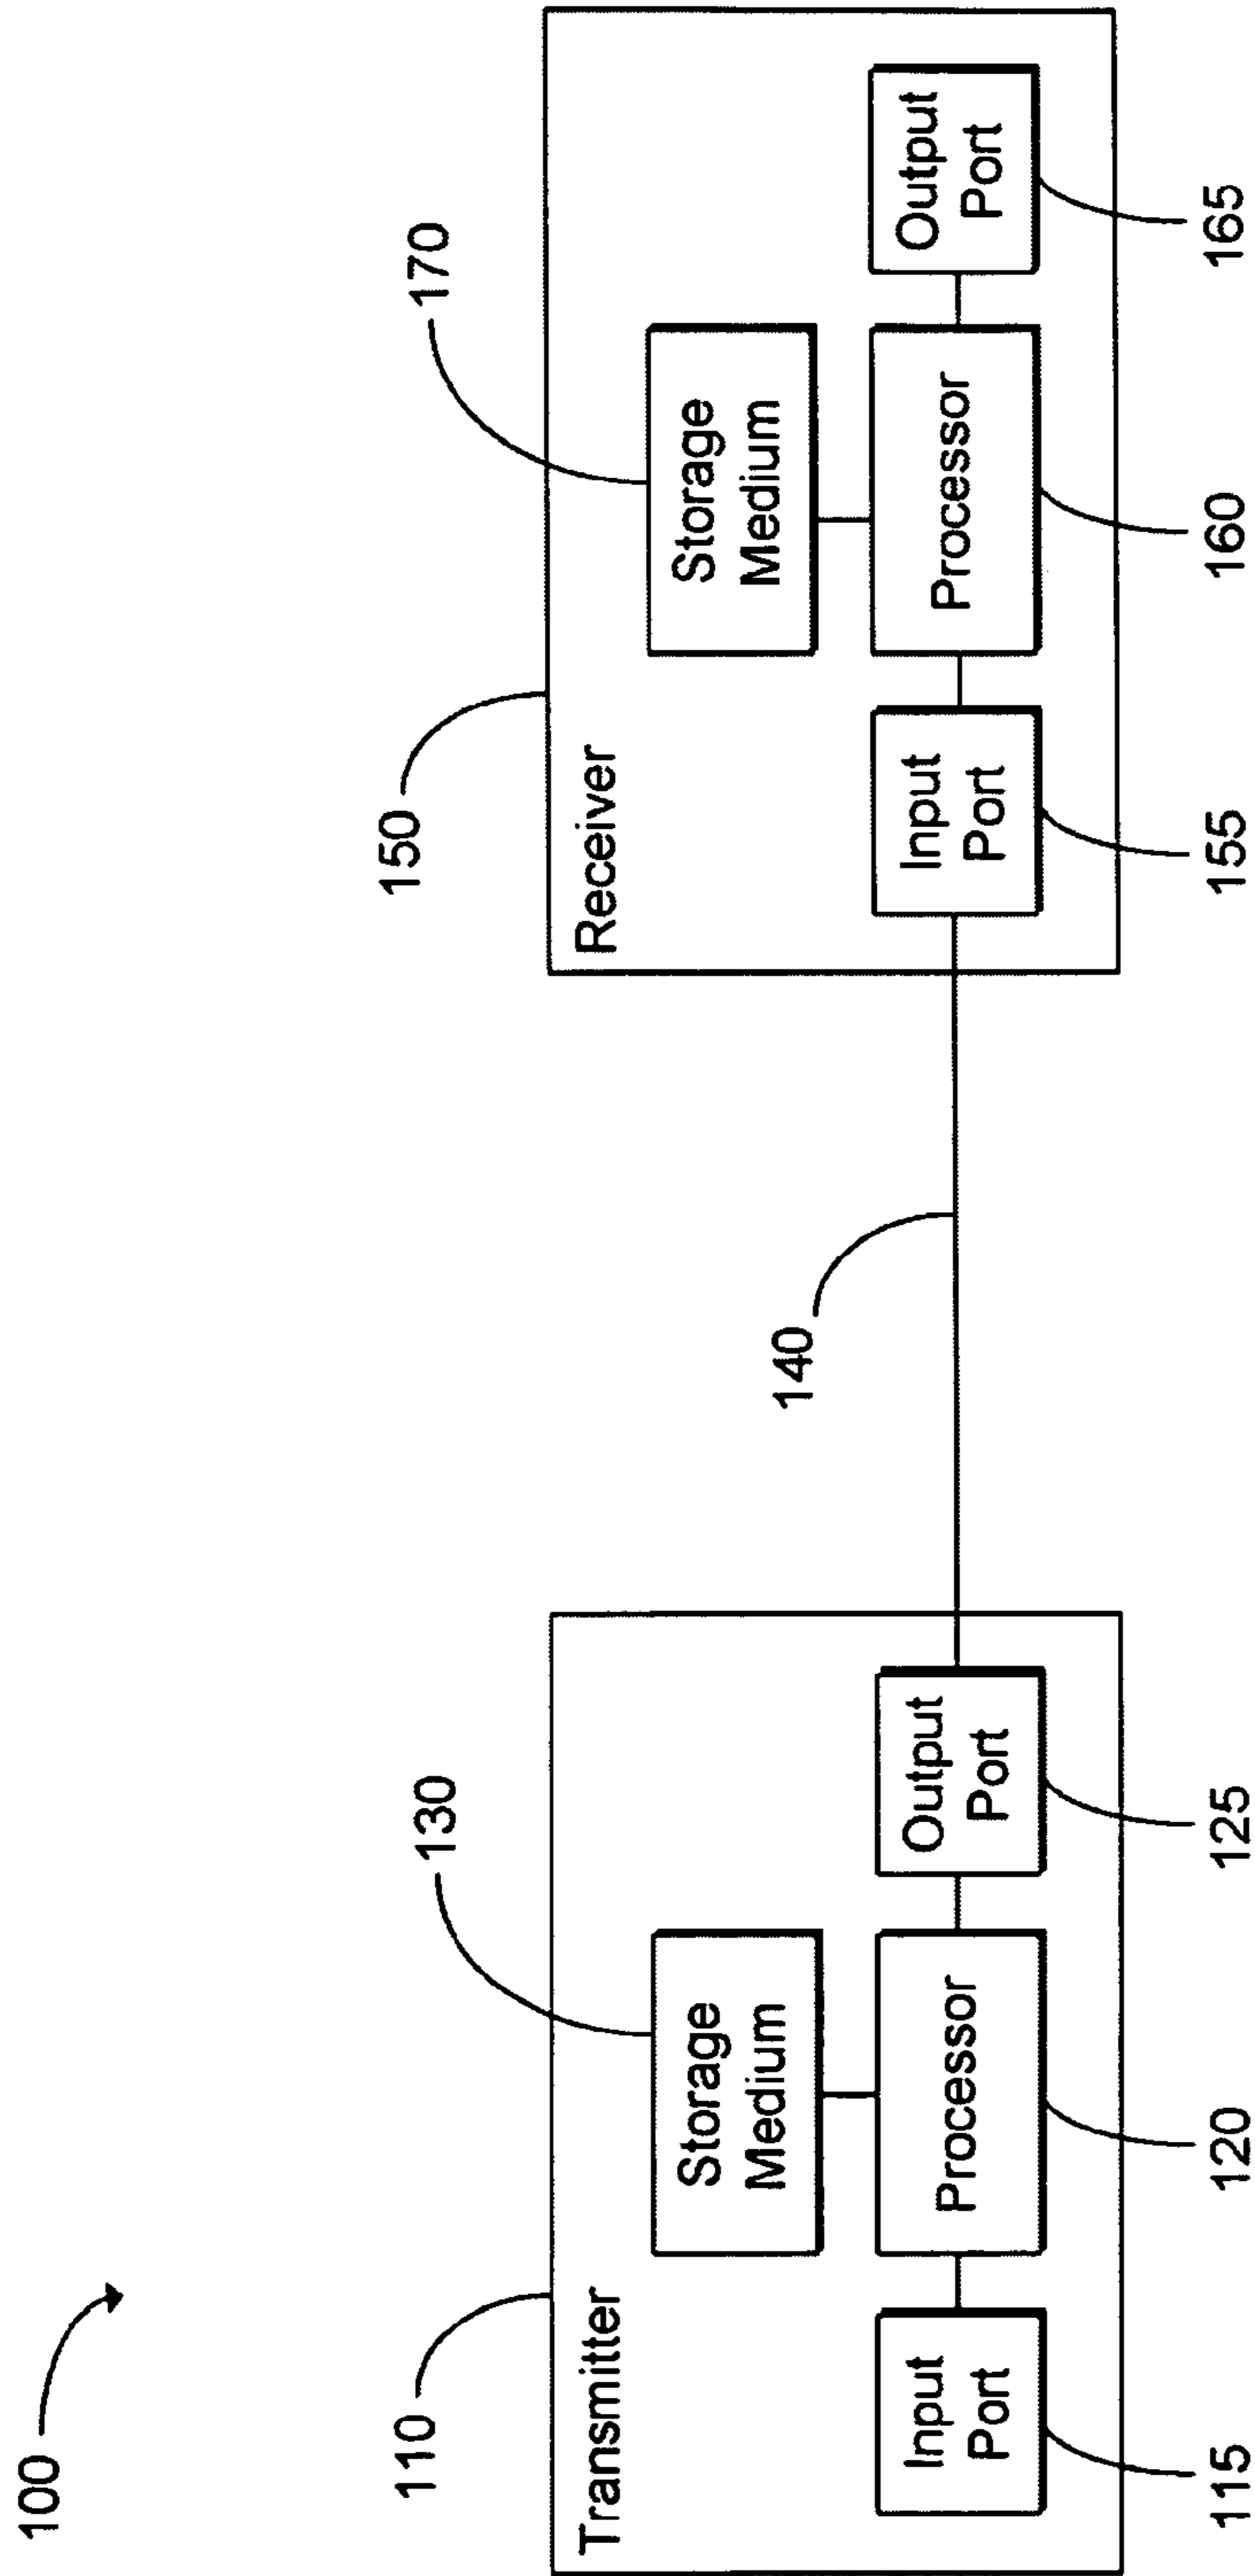 100
110
Transmitter
130
Storage
Medium
Input
Port
Processor
Output
Port
115
120
125
140
150
Receiver
170
Storage
Medium
Input
Port
Processor
Output
Port
155
160
165